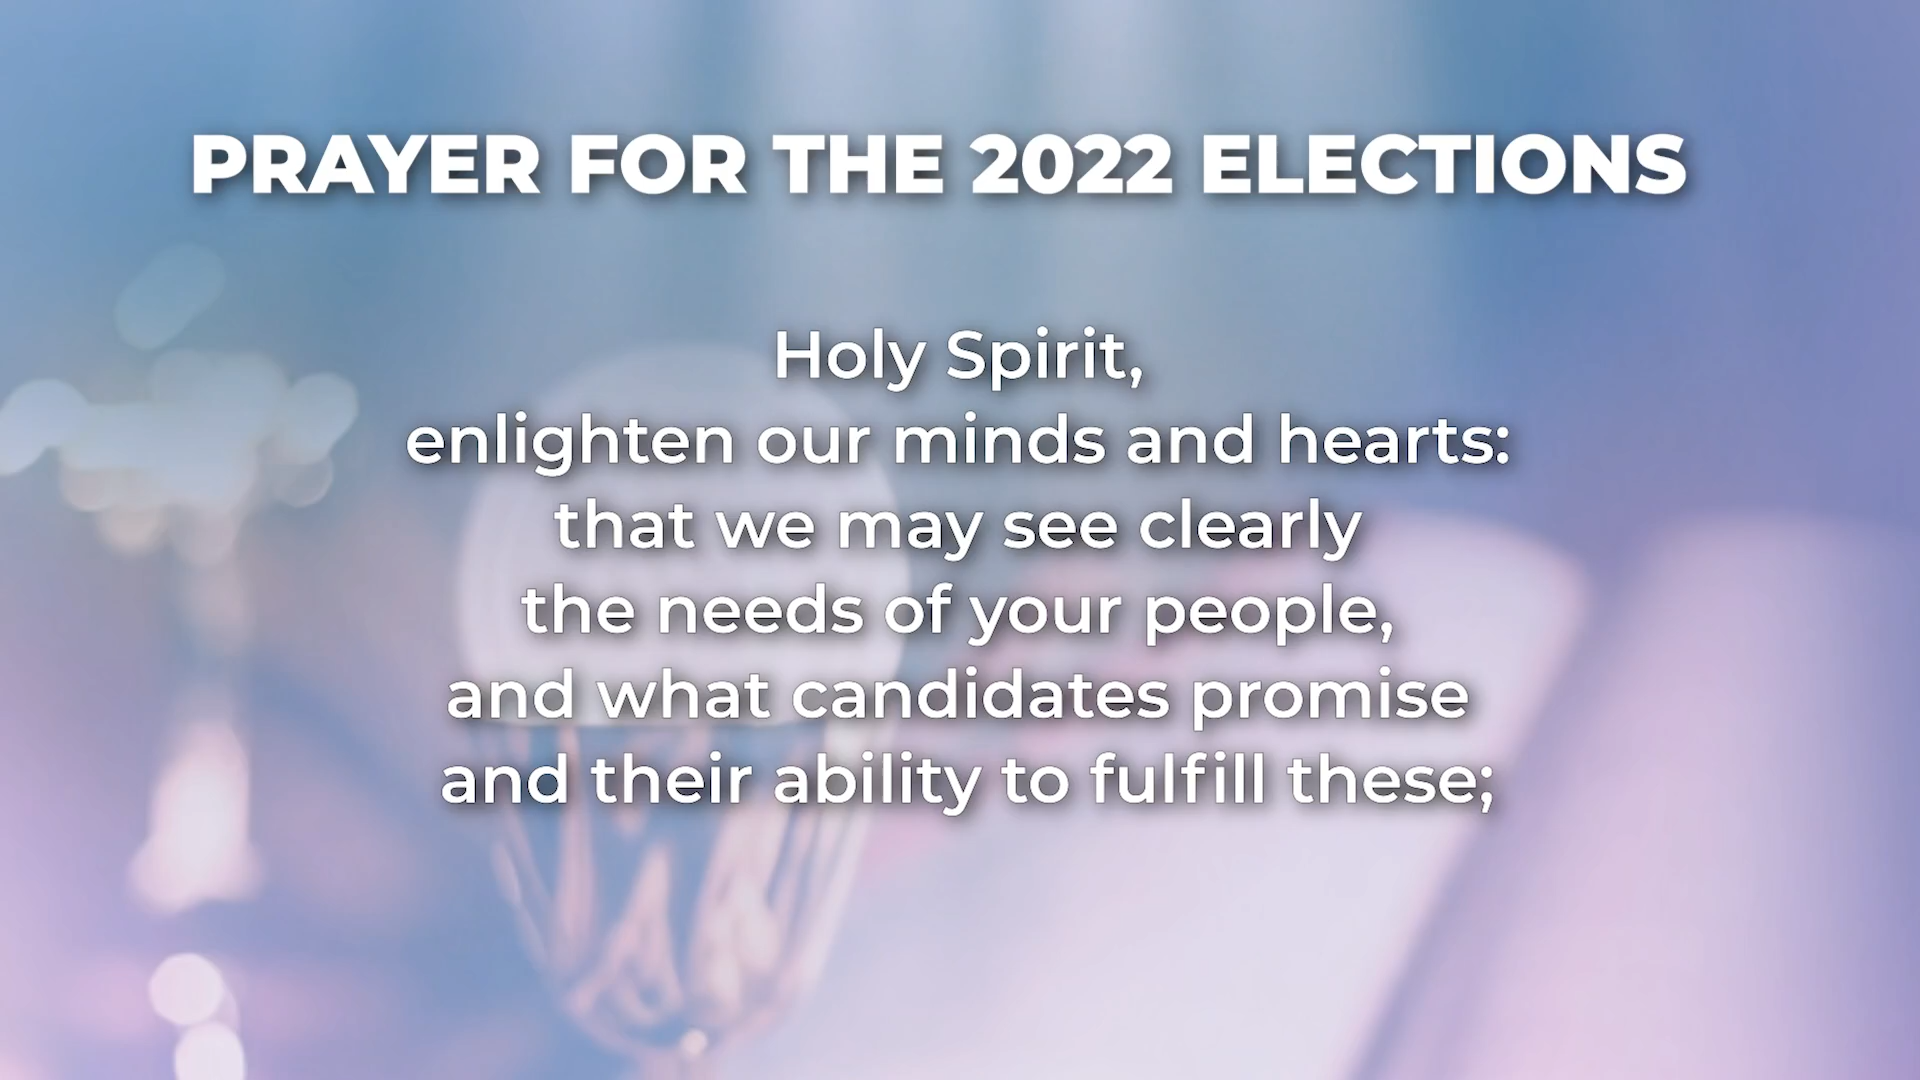 PRAYER FOR THE 2022 ELECTIONS
Holy Spirit,
enlighten our minds and hearts:
that we may see clearly
the needs of your people,
and what candidates promise
and their ability to fulfill these;